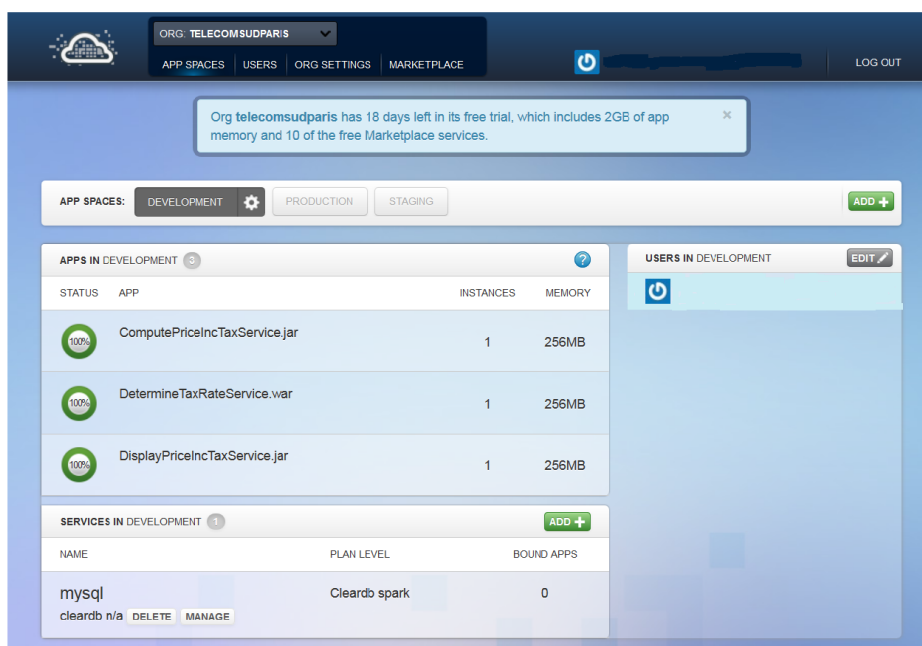 ORG: TELECOMSUDPARIS
APP SPACES USERS ORG SETTINGS MARKETPLACE
LOG OUT
Org telecomsudparis has 18 days left in its free trial, which includes 2GB of app
memory and 10 of the free Marketplace services.
×
APP SPACES: DEVELOPMENT PRODUCTION STAGING ADD +
APPS IN DEVELOPMENT 3 ?
STATUS APP INSTANCES MEMORY
100% ComputePriceIncTaxService.jar 1 256MB
100% DetermineTaxRateService.war 1 256MB
100% DisplayPriceIncTaxService.jar 1 256MB
SERVICES IN DEVELOPMENT 1 ADD +
NAME PLAN LEVEL BOUND APPS
mysql Cleardb spark 0
cleardb n/a DELETE MANAGE
USERS IN DEVELOPMENT EDIT